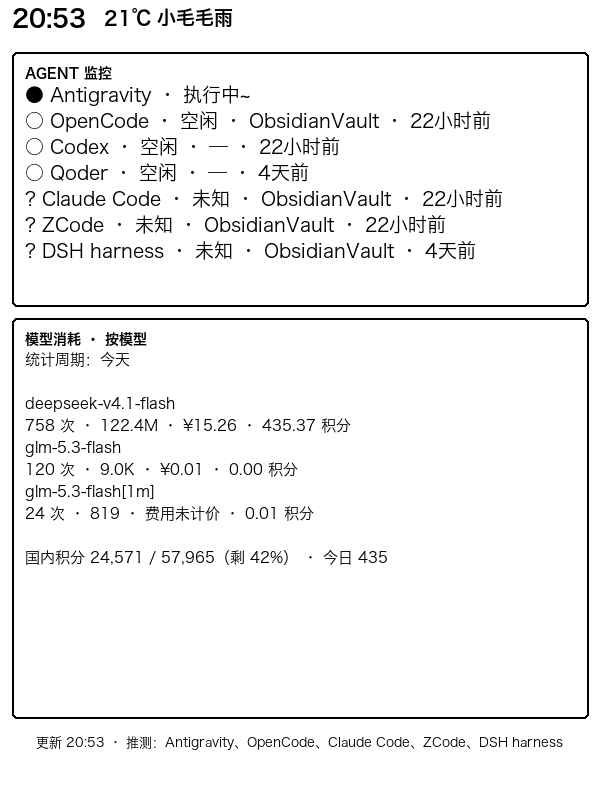 20:53 21℃ 小毛毛雨
AGENT 监控
● Antigravity · 执行中~
○ OpenCode · 空闲 · ObsidianVault · 22小时前
○ Codex · 空闲 · — · 22小时前
○ Qoder · 空闲 · — · 4天前
? Claude Code · 未知 · ObsidianVault · 22小时前
? ZCode · 未知 · ObsidianVault · 22小时前
? DSH harness · 未知 · ObsidianVault · 4天前
模型消耗 · 按模型
统计周期：今天
deepseek-v4.1-flash
758 次 · 122.4M · ¥15.26 · 435.37 积分
glm-5.3-flash
120 次 · 9.0K · ¥0.01 · 0.00 积分
glm-5.3-flash[1m]
24 次 · 819 · 费用未计价 · 0.01 积分
国内积分 24,571 / 57,965（剩 42%） · 今日 435
更新 20:53 · 推测：Antigravity、OpenCode、Claude Code、ZCode、DSH harness